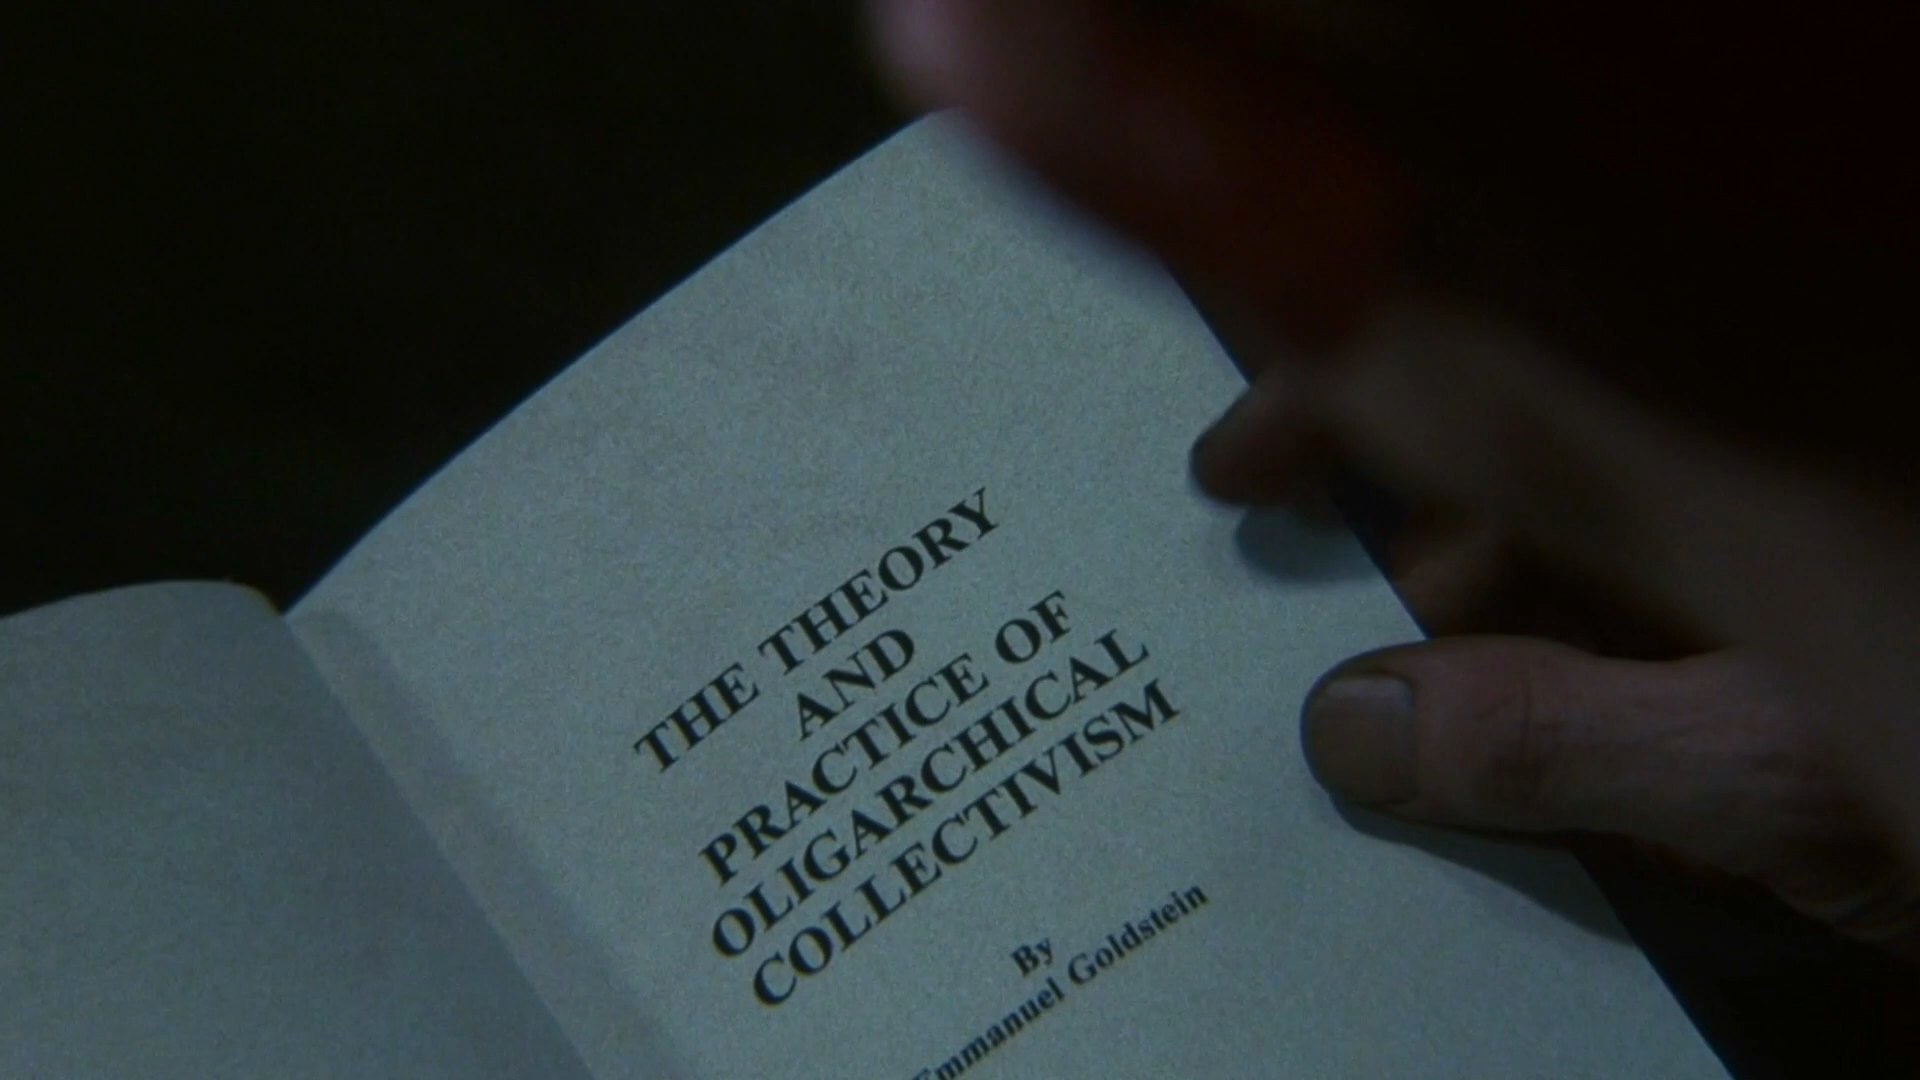 THE THEORY
AND
PRACTICE OF
OLIGARCHICAL
COLLECTIVISM
By
Emmanuel Goldstein